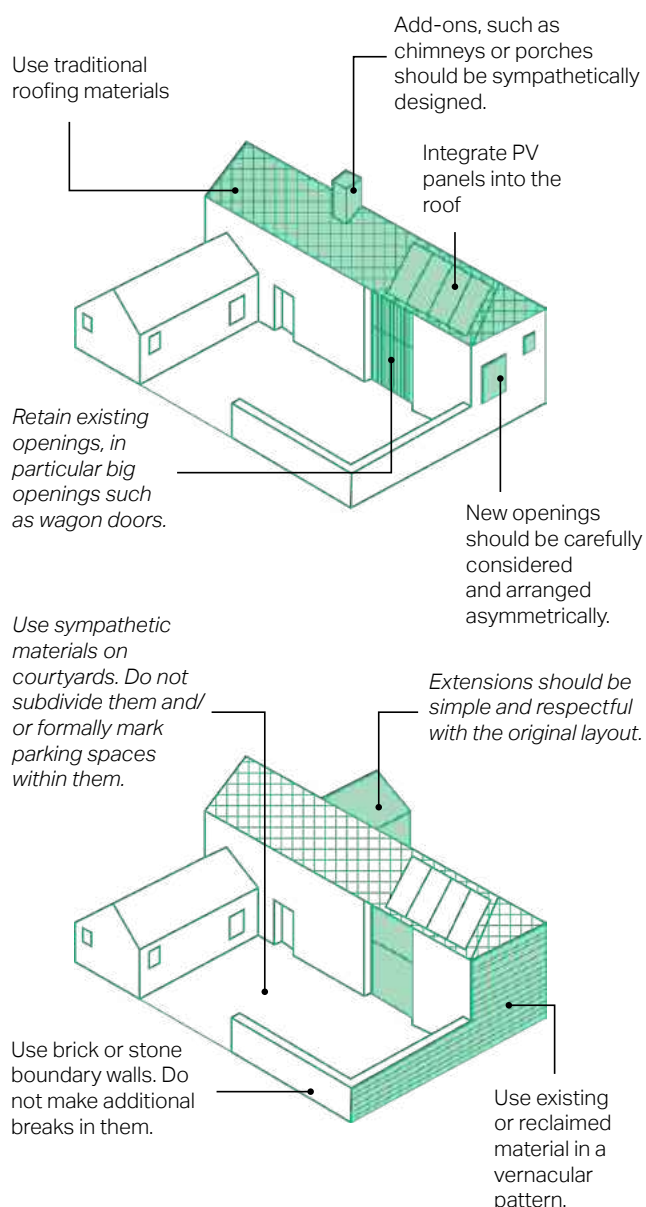 Use traditional
roofing materials
Add-ons, such as
chimneys or porches
should be sympathetically
designed.
Integrate PV
panels into the
roof
Retain existing
openings, in
particular big
openings such
as wagon doors.
New openings
should be carefully
considered
and arranged
asymmetrically.
Use sympathetic
materials on
courtyards. Do not
subdivide them and/
or formally mark
parking spaces
within them.
Extensions should be
simple and respectful
with the original layout.
Use brick or stone
boundary walls. Do
not make additional
breaks in them.
Use existing
or reclaimed
material in a
vernacular
pattern.